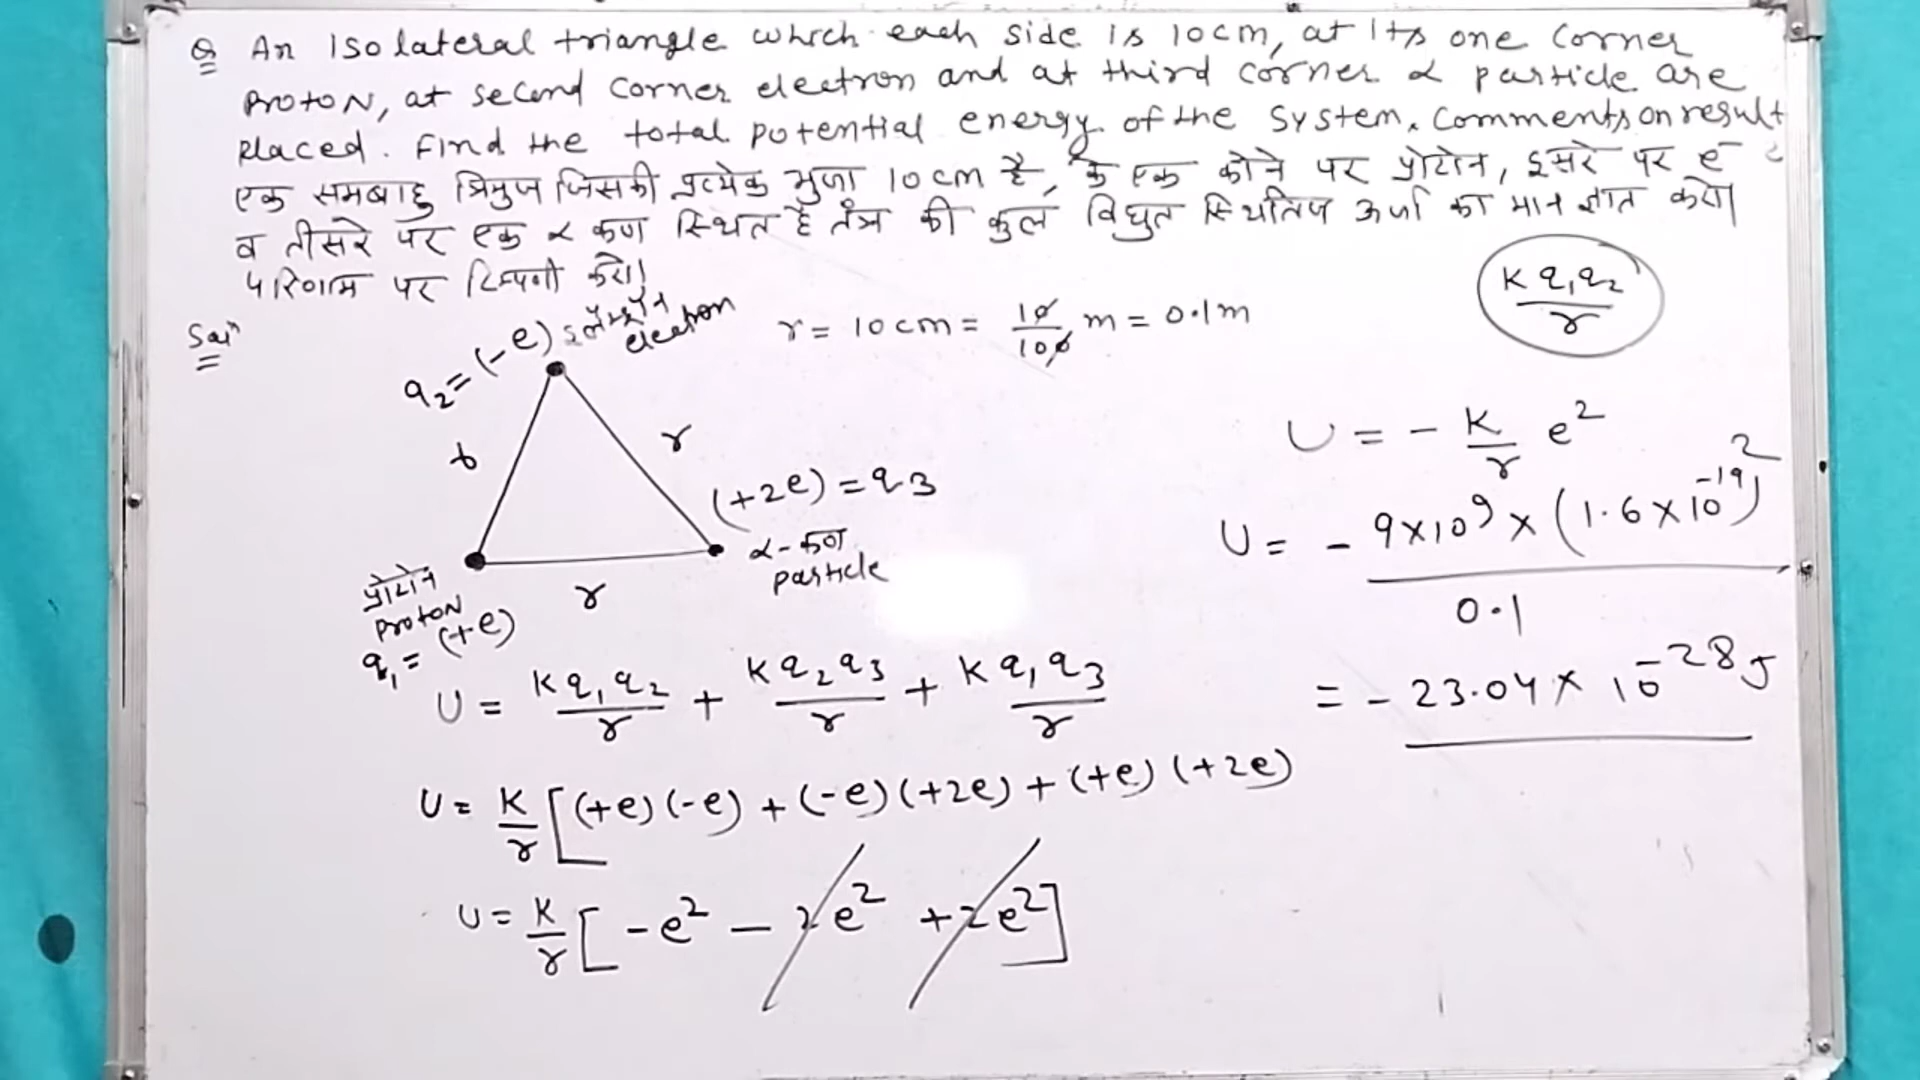 Q An Isolateral triangle which each side is 10cm, at its one corner
Proton, at second corner electron and at third corner α particle are
placed. Find the total potential energy of the system. Comments on result
एक समबाहु त्रिभुज जिसकी प्रत्येक भुजा 10cm है, के एक कोने पर प्रोटोन, दूसरे पर e⁻
व तीसरे पर एक α कण स्थित है तंत्र की कुल विधुत स्थितिज ऊर्जा का मान ज्ञात करो।
परिणाम पर टिप्पणी करो।
K q₁q₂ / r
Solⁿ
q₂ = (-e) electron
r = 10cm = 10/100 m = 0.1m
r
r
(+2e) = q3
α-कण
particle
r
प्रोटोन
Proton
q₁ = (+e)
U = Kq₁q₂/r + Kq₂q₃/r + Kq₁q₃/r
U = K/r [(+e)(-e) + (-e)(+2e) + (+e)(+2e)
U = K/r [-e² - 2e² + 2e²]
U = - K/r e²
U = - 9×10⁹ × (1.6×10⁻¹⁹)² / 0.1
= - 23.04 × 10⁻²⁸ J